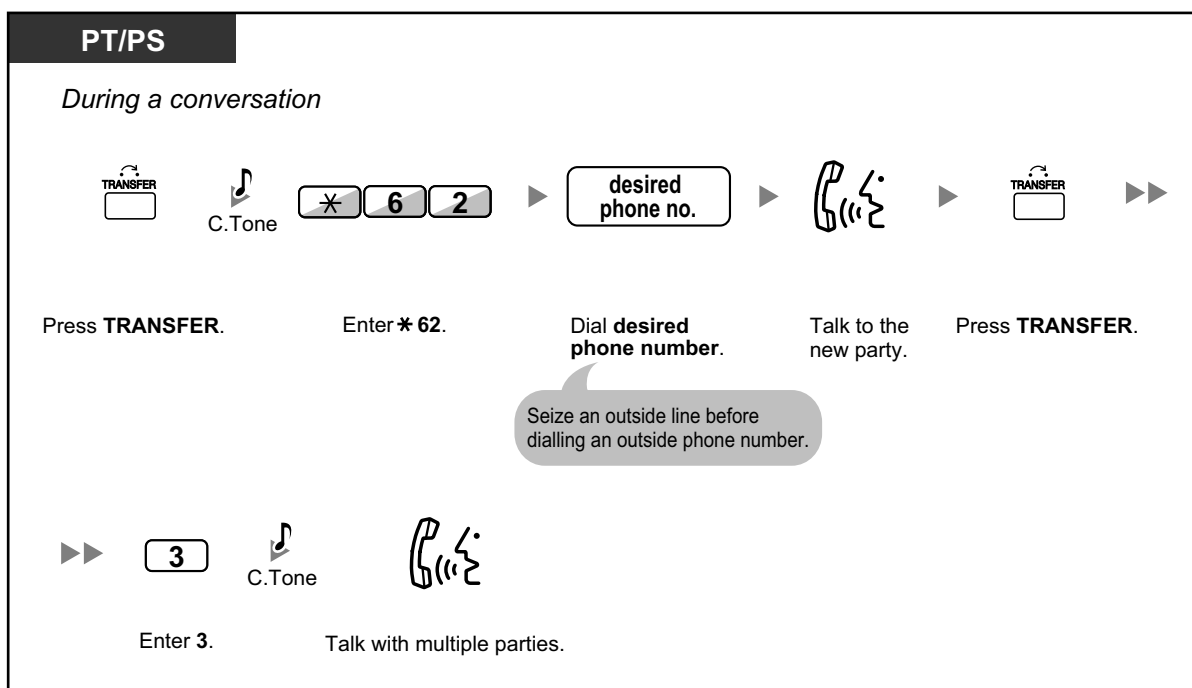 PT/PS
During a conversation
TRANSFER
C.Tone
* 6 2
desired
phone no.
TRANSFER
Press TRANSFER.
Enter * 62.
Dial desired
phone number.
Talk to the
new party.
Press TRANSFER.
Seize an outside line before
dialling an outside phone number.
3
C.Tone
Enter 3.
Talk with multiple parties.